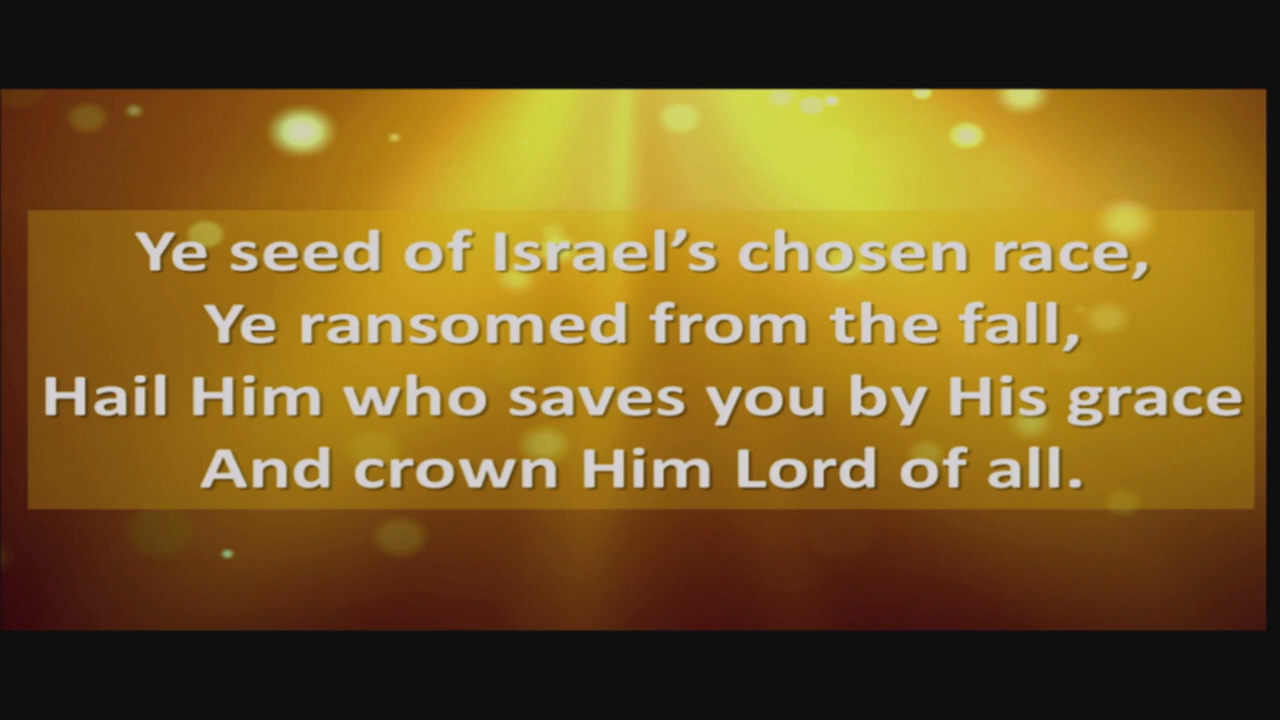 Ye seed of Israel’s chosen race,
Ye ransomed from the fall,
Hail Him who saves you by His grace
And crown Him Lord of all.